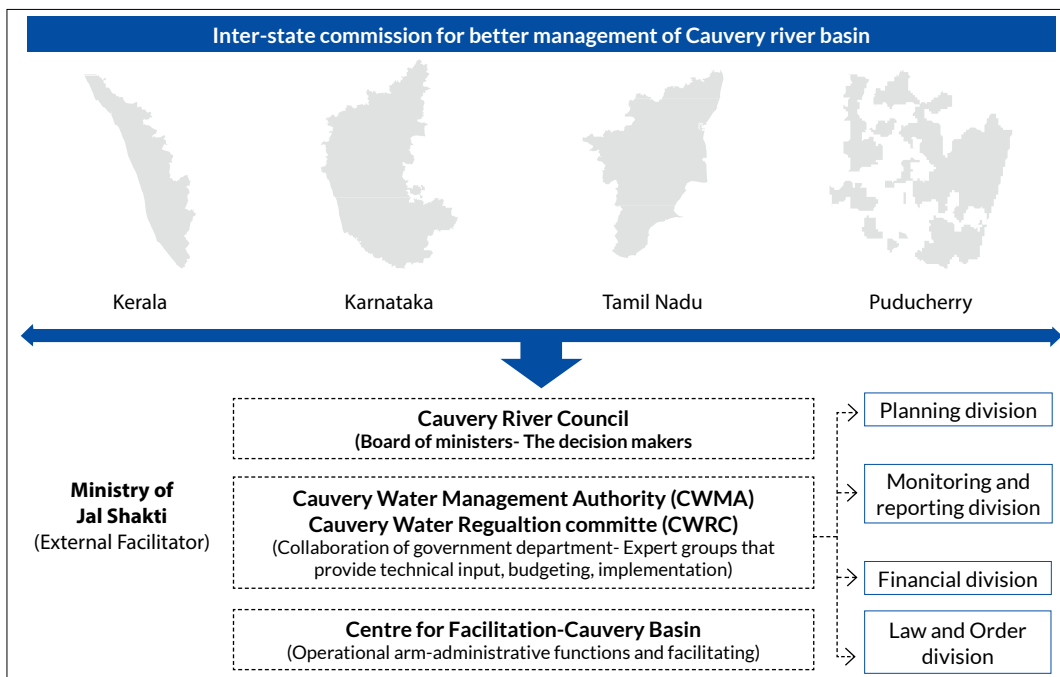 Inter-state commission for better management of Cauvery river basin
Kerala
Karnataka
Tamil Nadu
Puducherry
Cauvery River Council
(Board of ministers- The decision makers
Ministry of
Jal Shakti
(External Facilitator)
Cauvery Water Management Authority (CWMA)
Cauvery Water Regualtion committe (CWRC)
(Collaboration of government department- Expert groups that
provide technical input, budgeting, implementation)
Centre for Facilitation-Cauvery Basin
(Operational arm-administrative functions and facilitating)
Planning division
Monitoring and
reporting division
Financial division
Law and Order
division